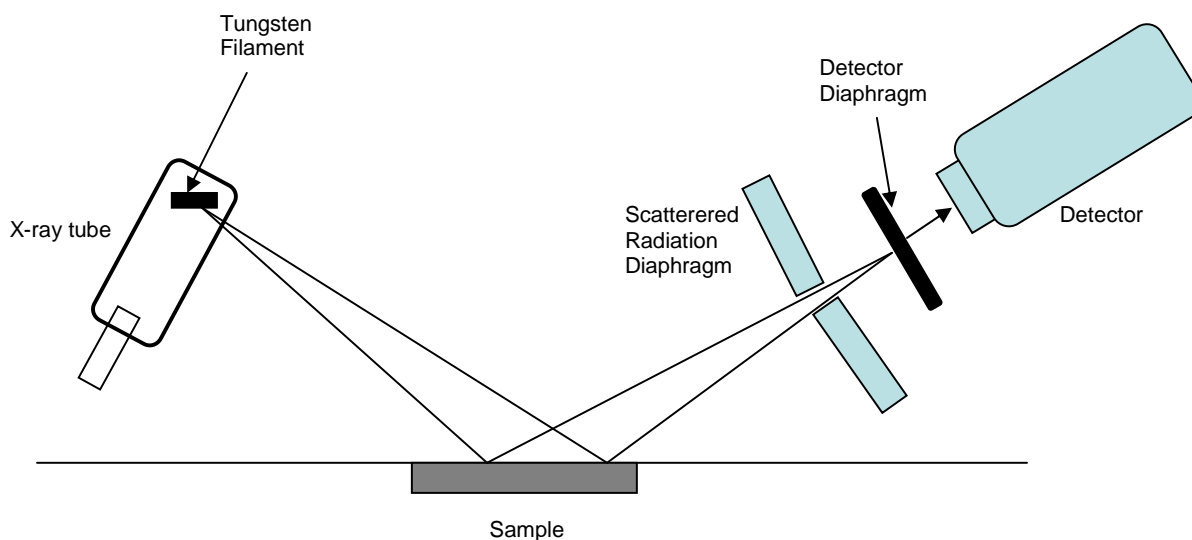 Tungsten
Filament
Detector
Diaphragm
X-ray tube
Scatterered
Radiation
Diaphragm
Detector
Sample